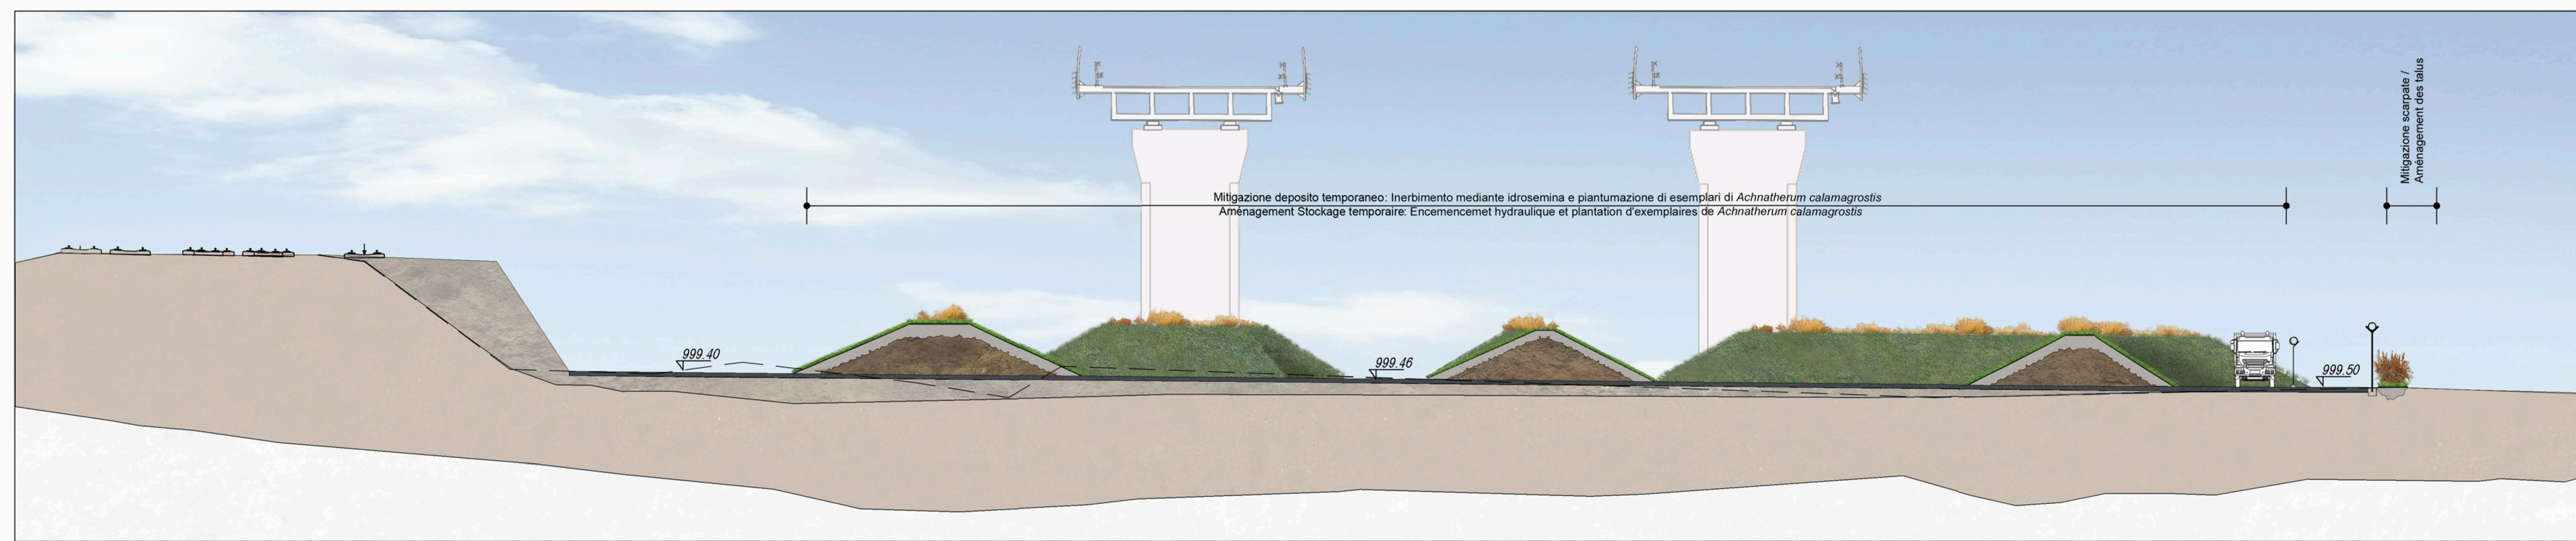 Mitigazione scarpate /
Aménagement des talus
Mitigazione deposito temporaneo: Inerbimento mediante idrosemina e piantumazione di esemplari di Achnatherum calamagrostis
Aménagement Stockage temporaire: Encemencemet hydraulique et plantation d'exemplaires de Achnatherum calamagrostis
999.40
999.46
999.50